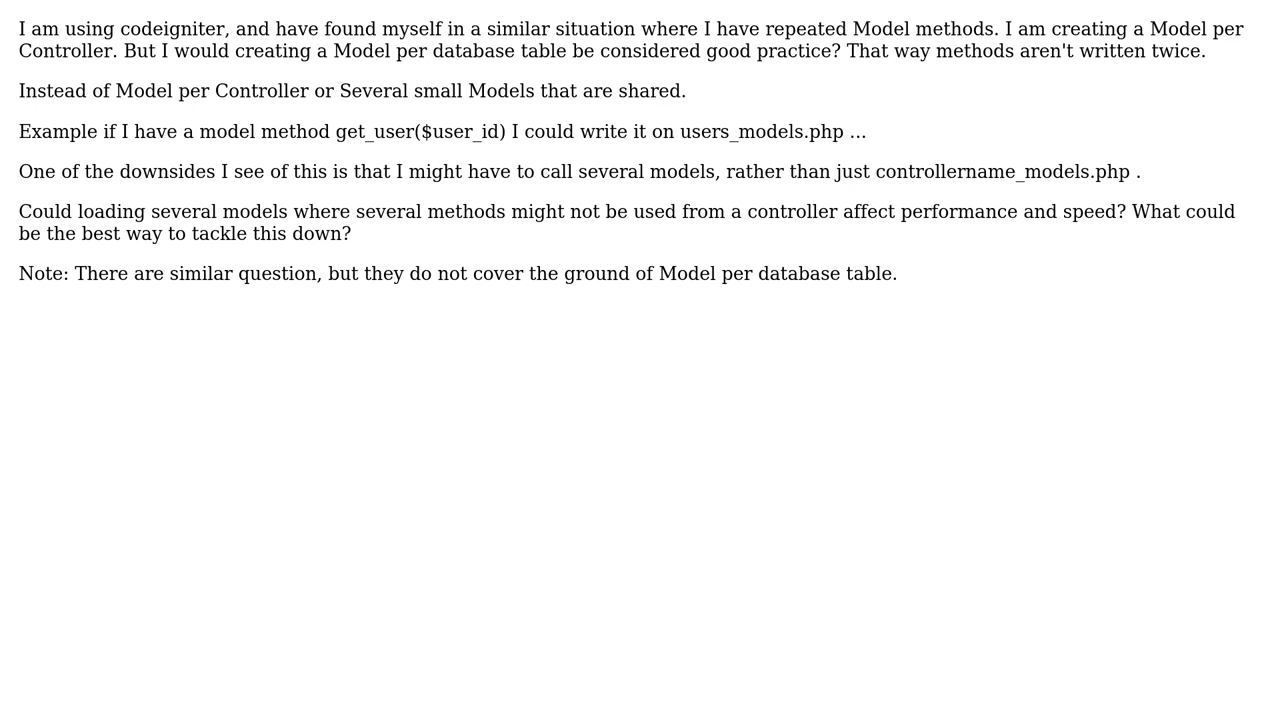 I am using codeigniter, and have found myself in a similar situation where I have repeated Model methods. I am creating a Model per
Controller. But I would creating a Model per database table be considered good practice? That way methods aren't written twice.
Instead of Model per Controller or Several small Models that are shared.
Example if I have a model method get_user($user_id) I could write it on users_models.php ...
One of the downsides I see of this is that I might have to call several models, rather than just controllername_models.php .
Could loading several models where several methods might not be used from a controller affect performance and speed? What could
be the best way to tackle this down?
Note: There are similar question, but they do not cover the ground of Model per database table.